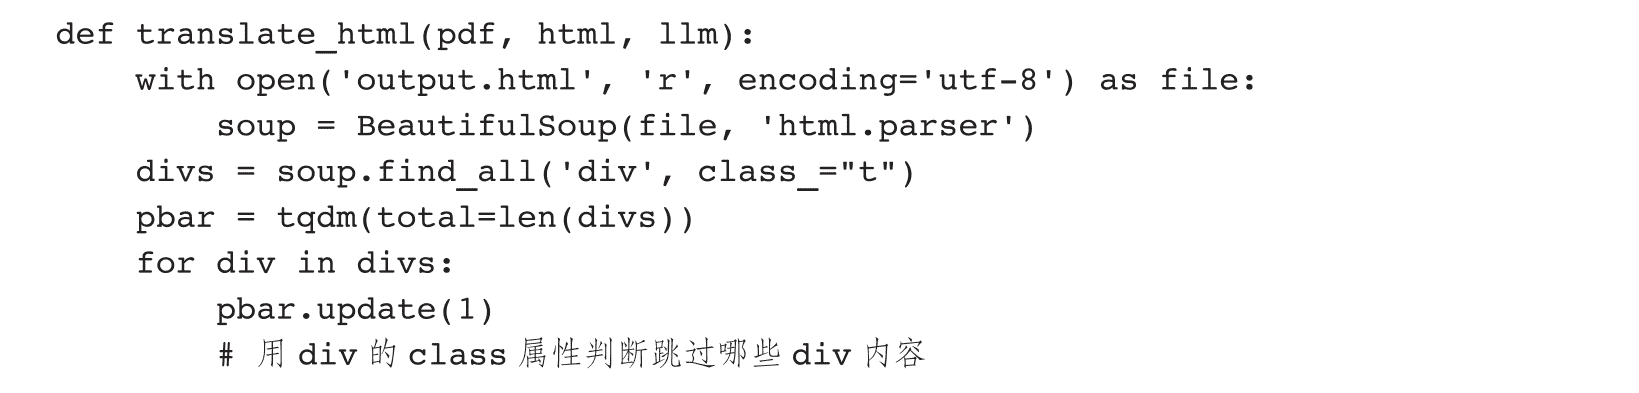 def translate_html(pdf, html, llm):
    with open('output.html', 'r', encoding='utf-8') as file:
        soup = BeautifulSoup(file, 'html.parser')
    divs = soup.find_all('div', class_="t")
    pbar = tqdm(total=len(divs))
    for div in divs:
        pbar.update(1)
        # 用 div 的 class 属性判断跳过哪些 div 内容